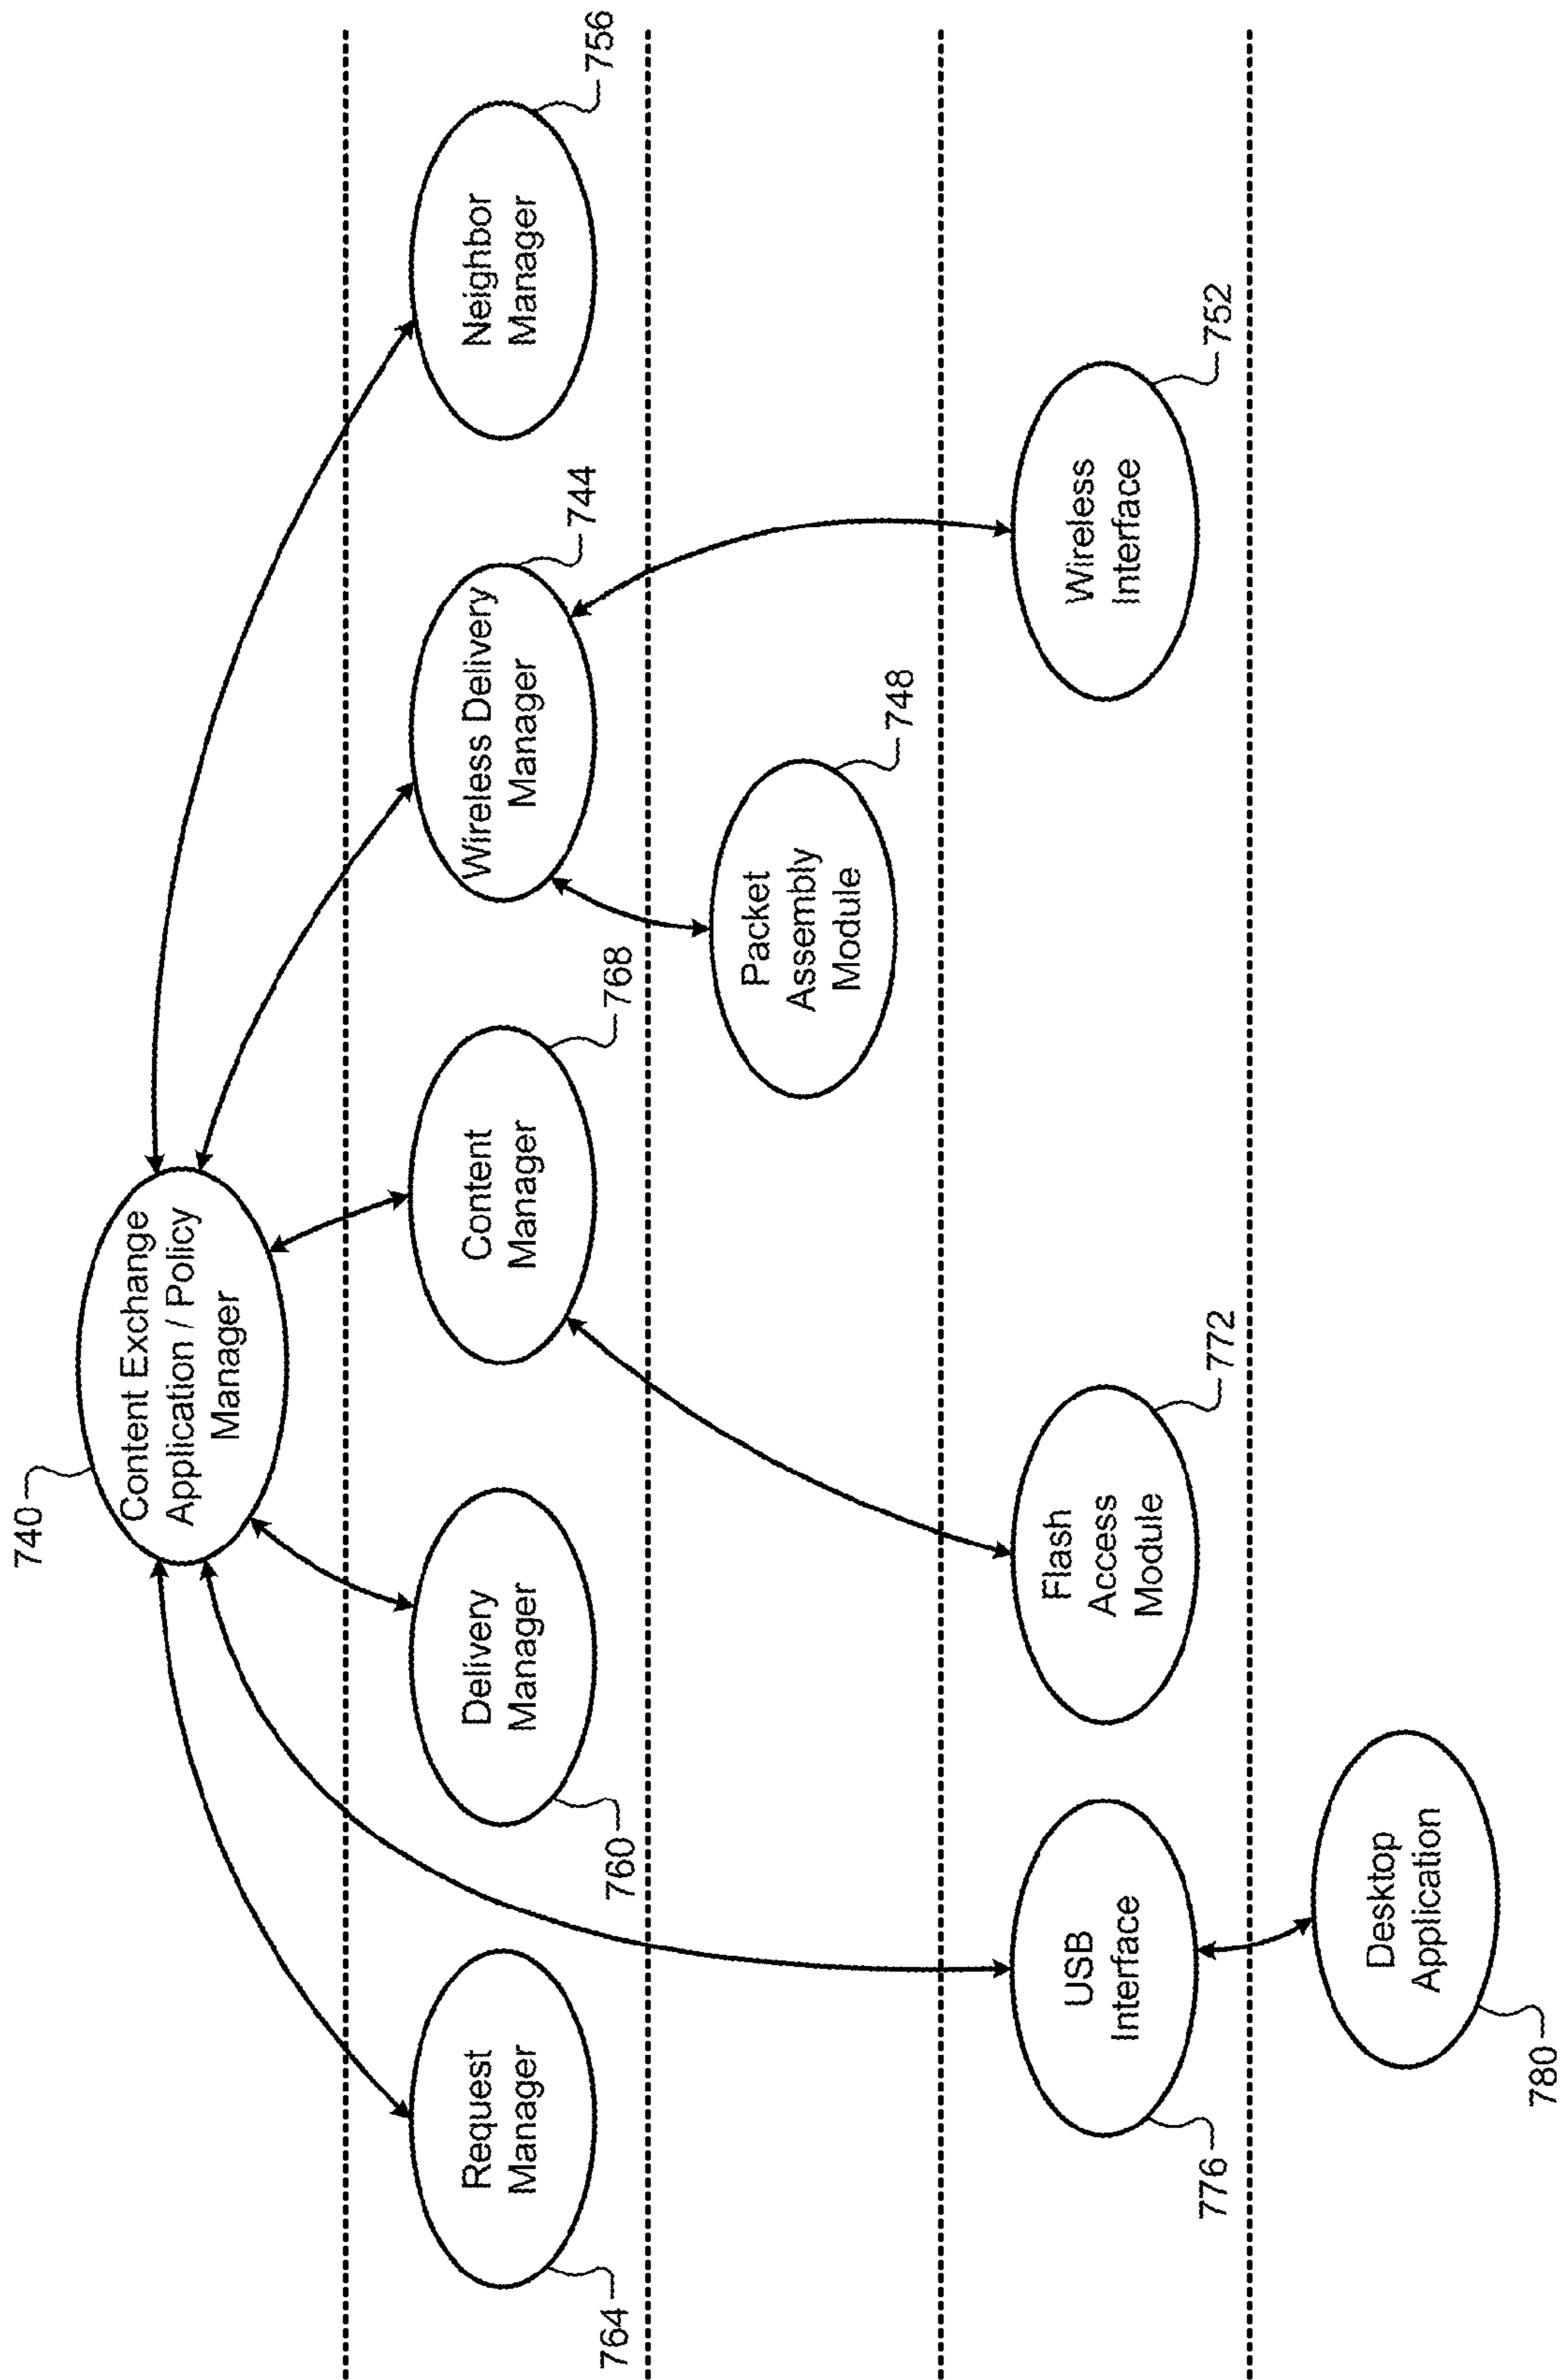 740
Content Exchange
Application / Policy
Manager
764
Request
Manager
760
Delivery
Manager
Content
Manager
768
Wireless Delivery
Manager
744
Neighbor
Manager
756
Packet
Assembly
Module
748
776
USB
Interface
Flash
Access
Module
772
Wireless
Interface
752
780
Desktop
Application